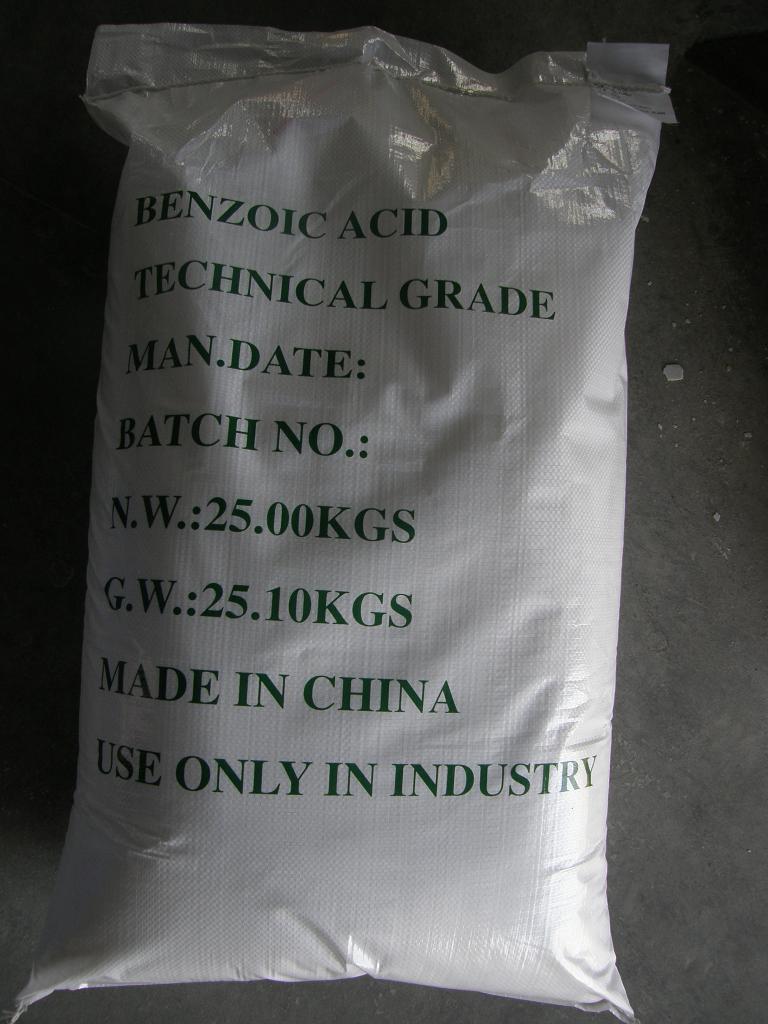 BENZOIC ACID
TECHNICAL GRADE
MAN.DATE:
BATCH NO.:
N.W.:25.00KGS
G.W.:25.10KGS
MADE IN CHINA
USE ONLY IN INDUSTRY